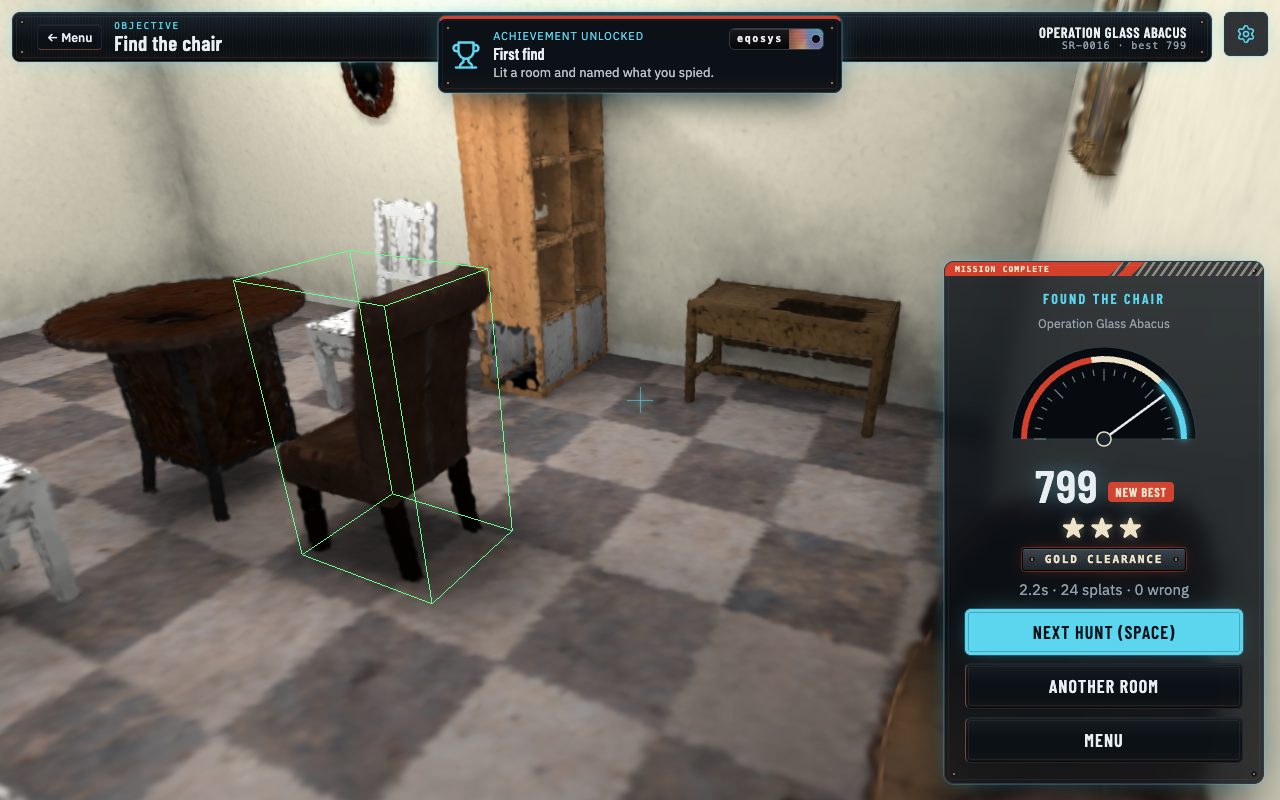 ← Menu
OBJECTIVE
Find the chair
ACHIEVEMENT UNLOCKED
First find
Lit a room and named what you spied.
eqosys
OPERATION GLASS ABACUS
SR-0016 · best 799
MISSION COMPLETE
FOUND THE CHAIR
Operation Glass Abacus
799 NEW BEST
GOLD CLEARANCE
2.2s · 24 splats · 0 wrong
NEXT HUNT (SPACE)
ANOTHER ROOM
MENU